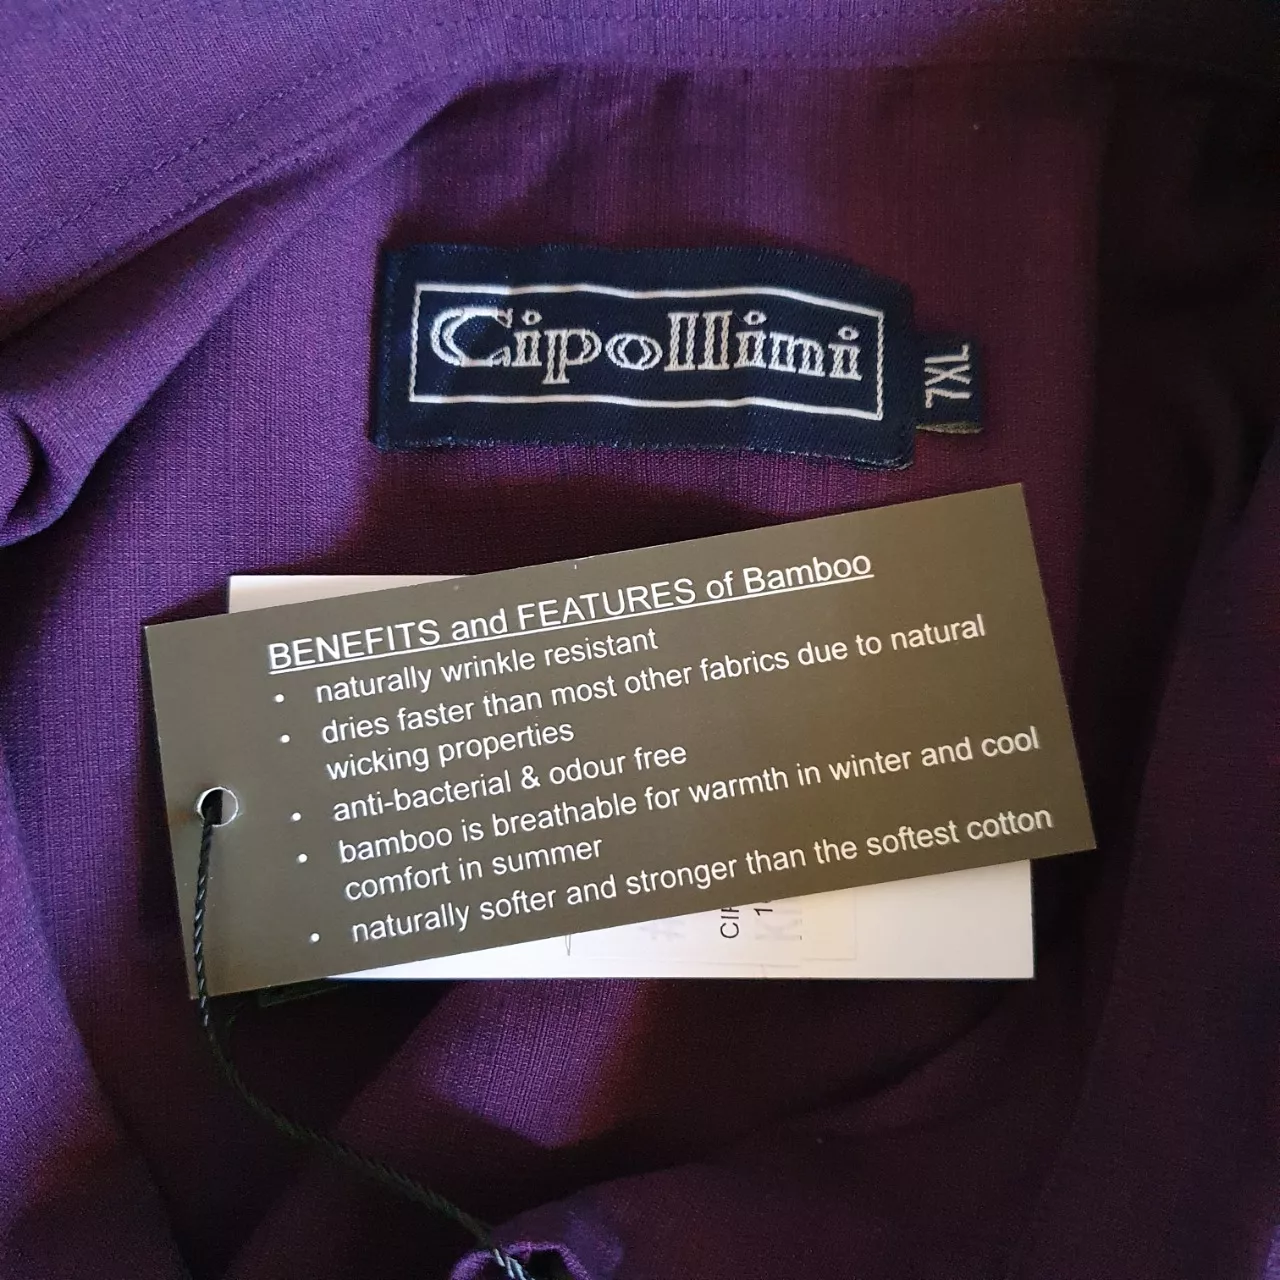 Cipollini
7XL
BENEFITS and FEATURES of Bamboo
• naturally wrinkle resistant
• dries faster than most other fabrics due to natural
wicking properties
• anti-bacterial & odour free
• bamboo is breathable for warmth in winter and cool
comfort in summer
• naturally softer and stronger than the softest cotton